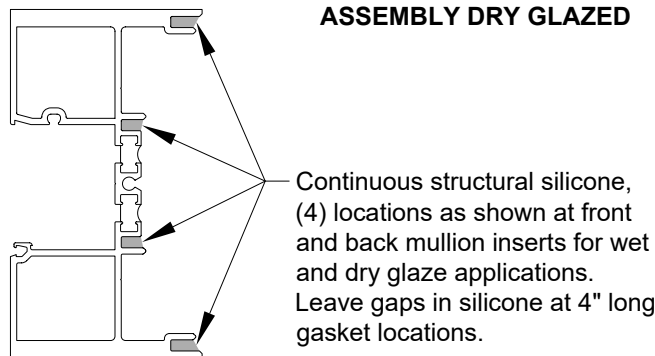 ASSEMBLY DRY GLAZED
Continuous structural silicone,
(4) locations as shown at front
and back mullion inserts for wet
and dry glaze applications.
Leave gaps in silicone at 4" long
gasket locations.